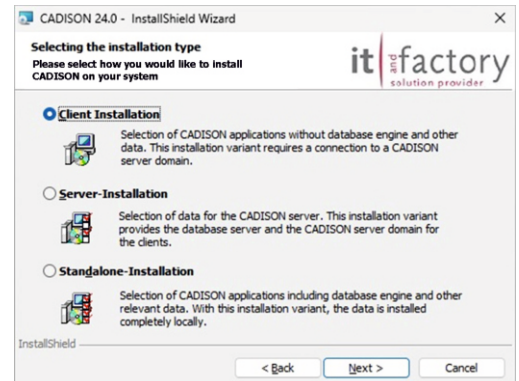 CADISON 24.0 - InstallShield Wizard
Selecting the installation type
Please select how you would like to install
CADISON on your system
it and factory
solution provider
Client Installation
Selection of CADISON applications without database engine and other
data. This installation variant requires a connection to a CADISON
server domain.
Server-Installation
Selection of data for the CADISON server. This installation variant
provides the database server and the CADISON server domain for
the clients.
Standalone-Installation
Selection of CADISON applications including database engine and other
relevant data. With this installation variant, the data is installed
completely locally.
InstallShield
< Back
Next >
Cancel